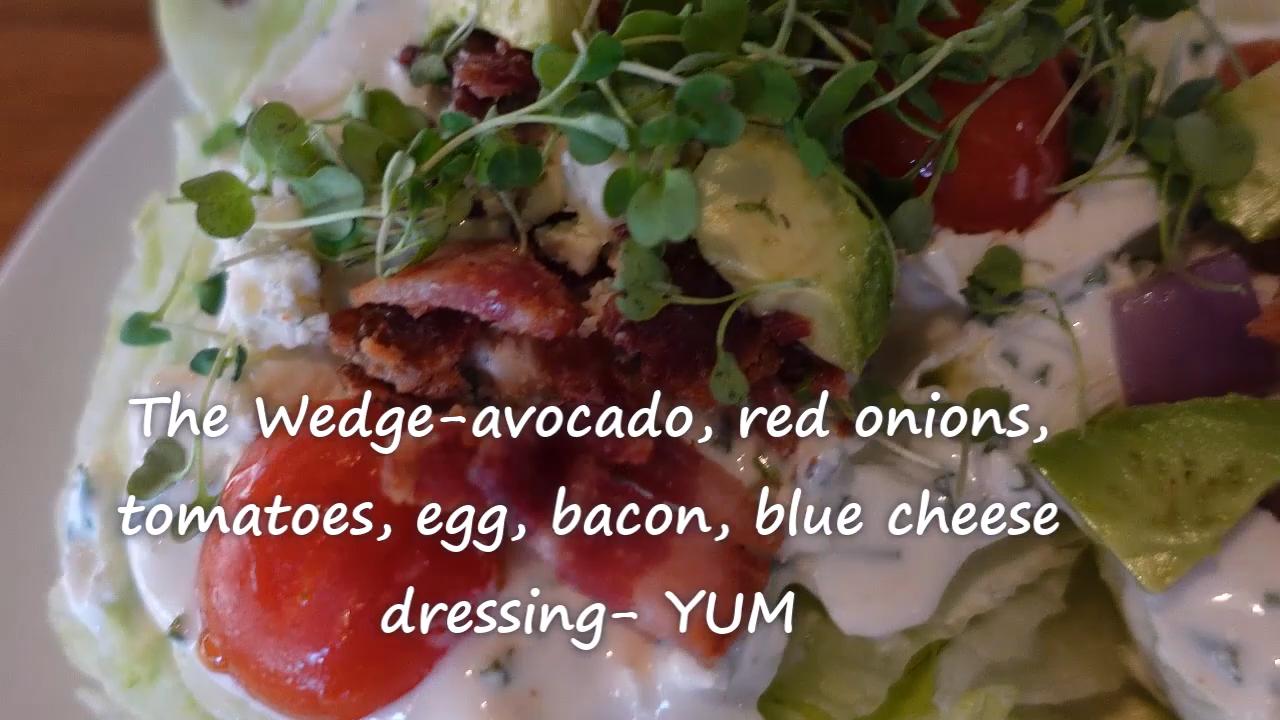 The Wedge-avocado, red onions,
tomatoes, egg, bacon, blue cheese
dressing- YUM